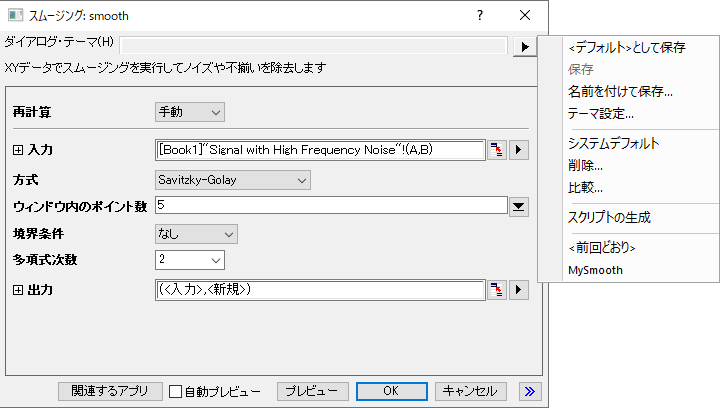 スムージング: smooth
ダイアログ・テーマ(H)
XYデータでスムージングを実行してノイズや不揃いを除去します
再計算 手動
入力 [Book1]"Signal with High Frequency Noise"!(A,B)
方式 Savitzky-Golay
ウィンドウ内のポイント数 5
境界条件 なし
多項式次数 2
出力 (<入力>,<新規>)
関連するアプリ 自動プレビュー プレビュー OK キャンセル
<デフォルト>として保存
保存
名前を付けて保存...
テーマ設定...
システムデフォルト
削除...
比較...
スクリプトの生成
<前回どおり>
MySmooth